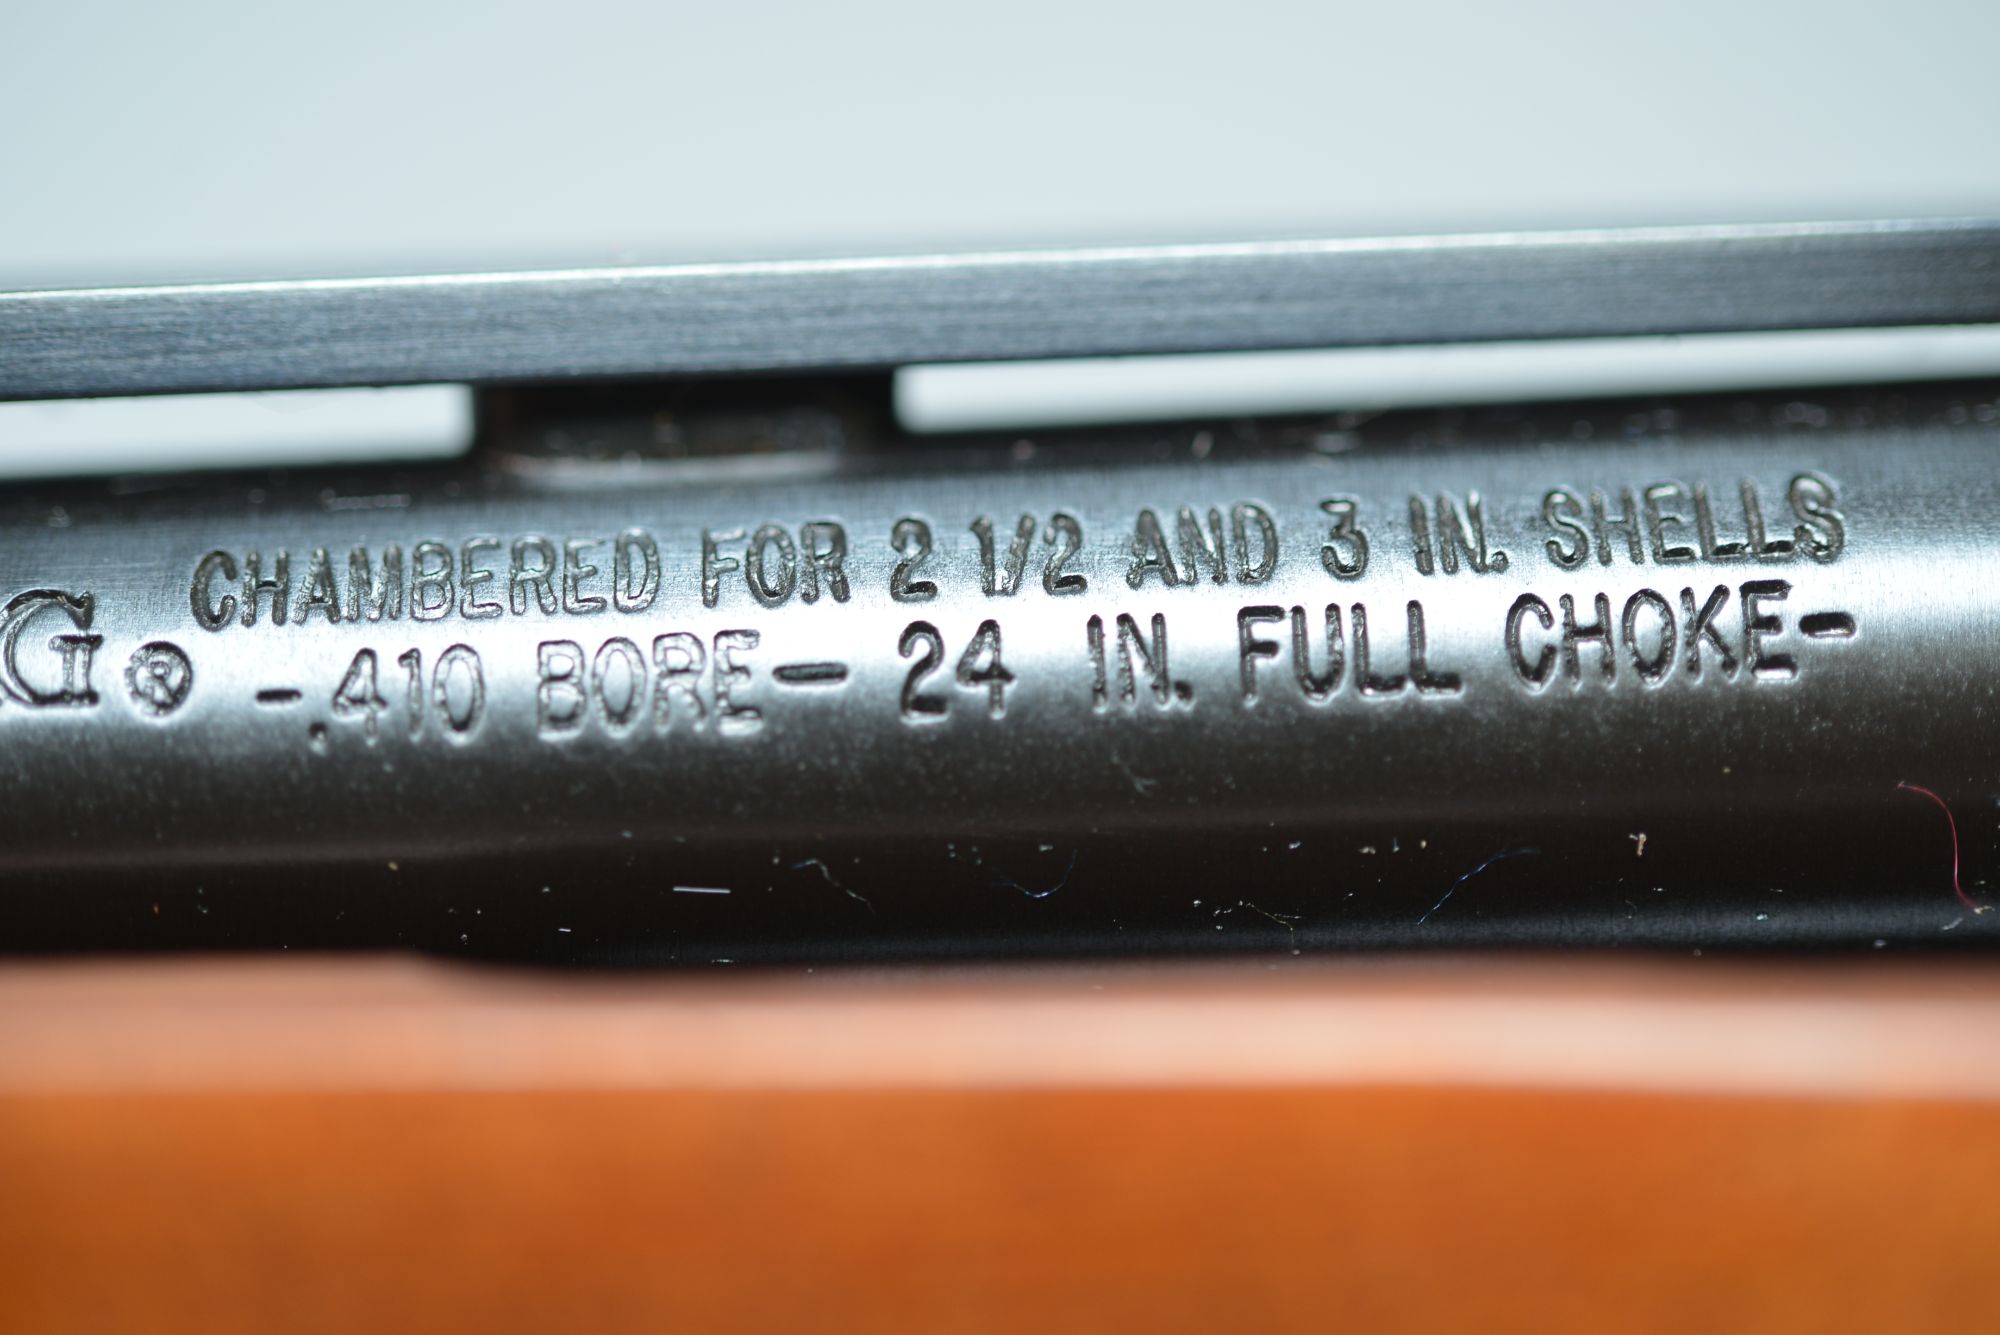 CHAMBERED FOR 2 1/2 AND 3 IN. SHELLS
G® -.410 BORE- 24 IN. FULL CHOKE-